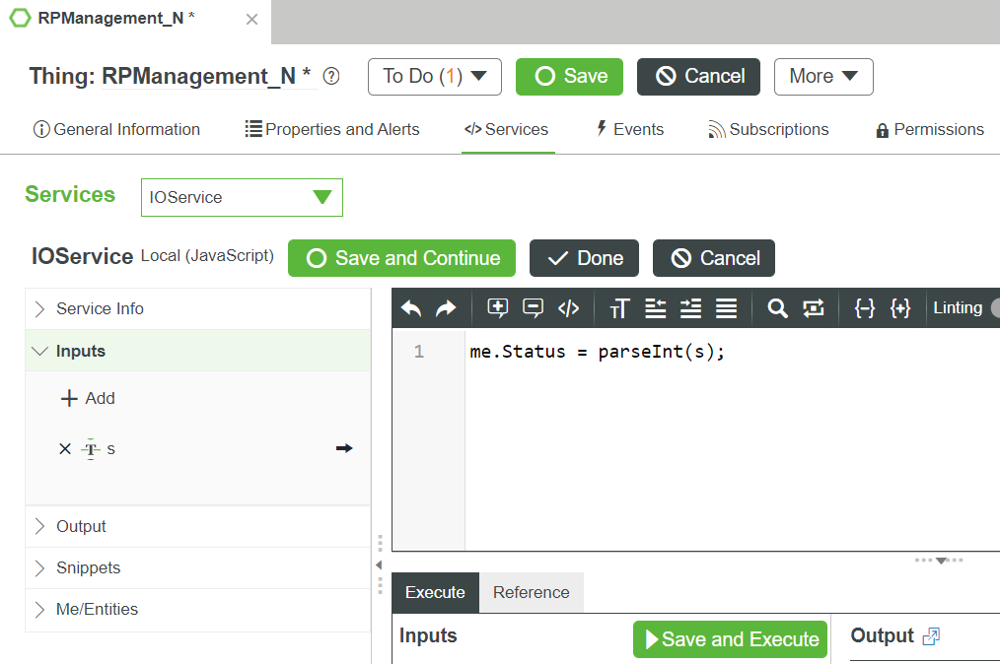 RPManagement_N *
Thing: RPManagement_N * ?
To Do (1) Save Cancel More
General Information Properties and Alerts </> Services Events Subscriptions Permissions
Services IOService
IOService Local (JavaScript) Save and Continue Done Cancel
Service Info
Inputs
Add
T s
Output
Snippets
Me/Entities
</> TT {-} {+} Linting
1 me.Status = parseInt(s);
Execute Reference
Inputs Save and Execute Output